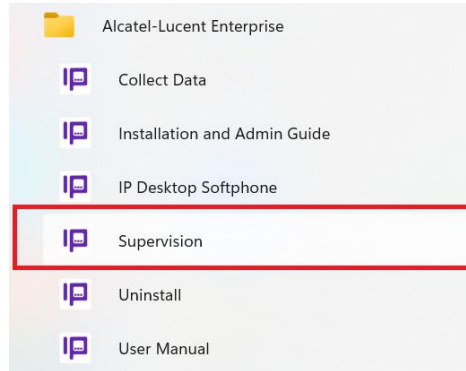 Alcatel-Lucent Enterprise
Collect Data
Installation and Admin Guide
IP Desktop Softphone
Supervision
Uninstall
User Manual